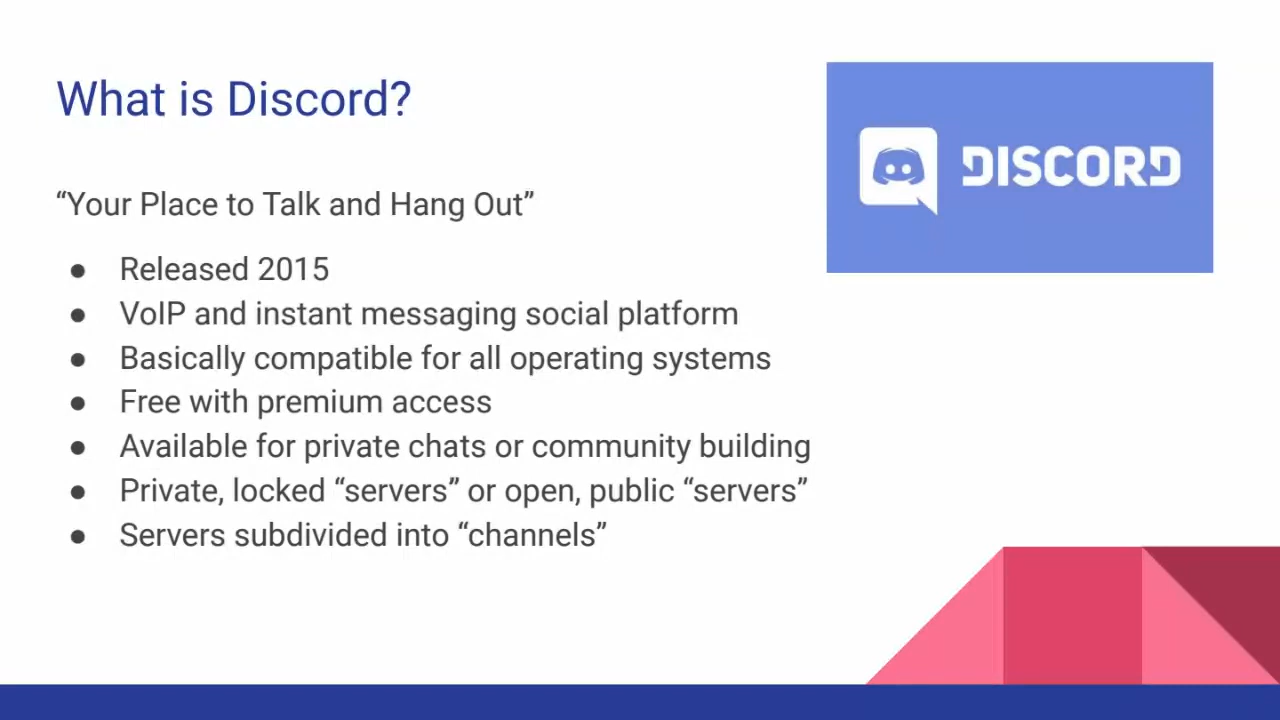 What is Discord?
DISCORD
“Your Place to Talk and Hang Out”
● Released 2015
● VoIP and instant messaging social platform
● Basically compatible for all operating systems
● Free with premium access
● Available for private chats or community building
● Private, locked “servers” or open, public “servers”
● Servers subdivided into “channels”